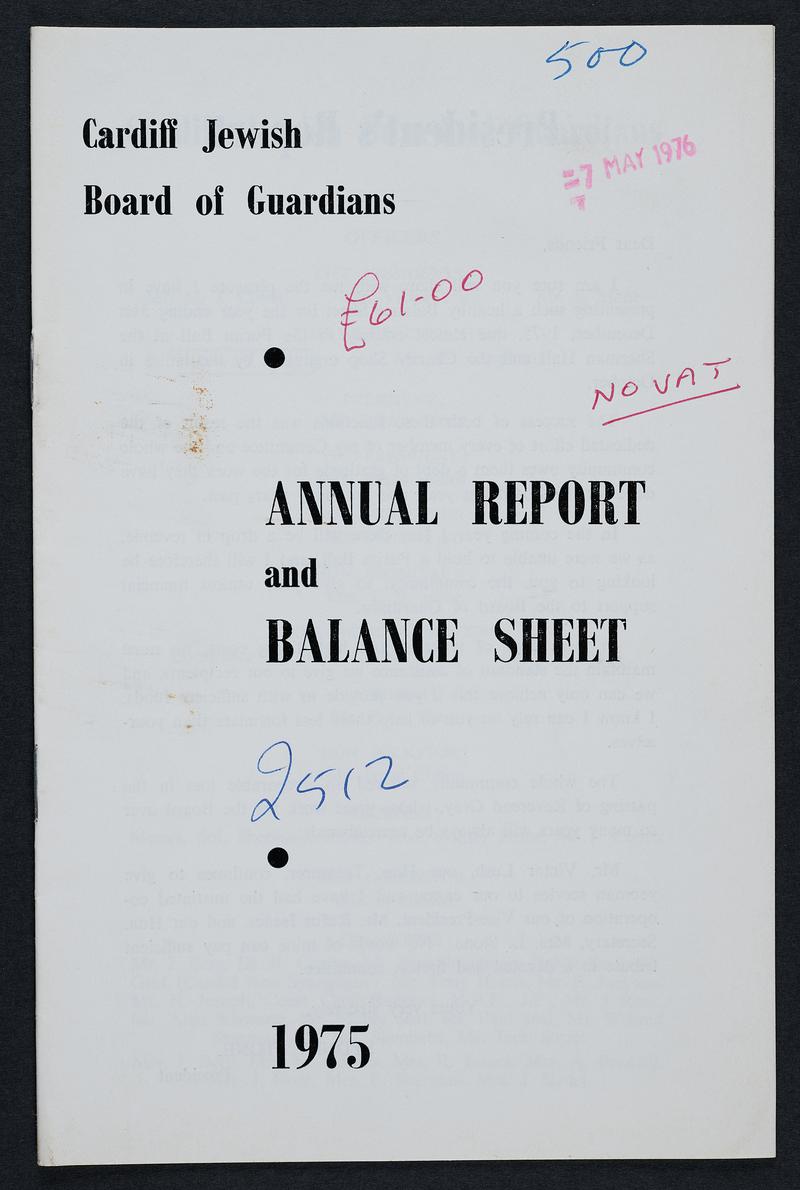 500
Cardiff Jewish
Board of Guardians
-7 MAY 1976
£61-00
NO VAT
ANNUAL REPORT
and
BALANCE SHEET
2512
1975